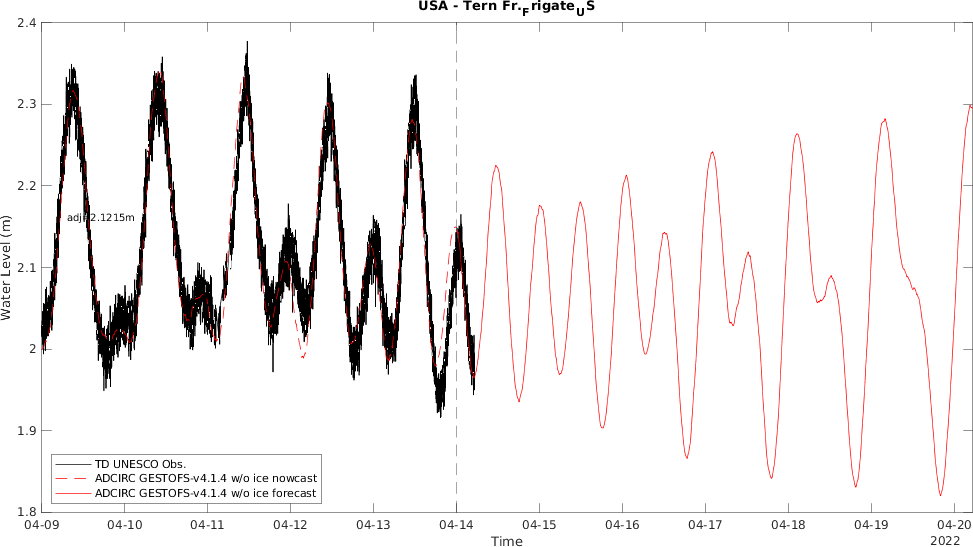 USA - Tern Fr.FrigateUS
2.4
2.3
2.2
2.1
2
1.9
1.8
Water Level (m)
adj=2.1215m
TD UNESCO Obs.
ADCIRC GESTOFS-v4.1.4 w/o ice nowcast
ADCIRC GESTOFS-v4.1.4 w/o ice forecast
04-09 04-10 04-11 04-12 04-13 04-14 04-15 04-16 04-17 04-18 04-19 04-20
Time
2022